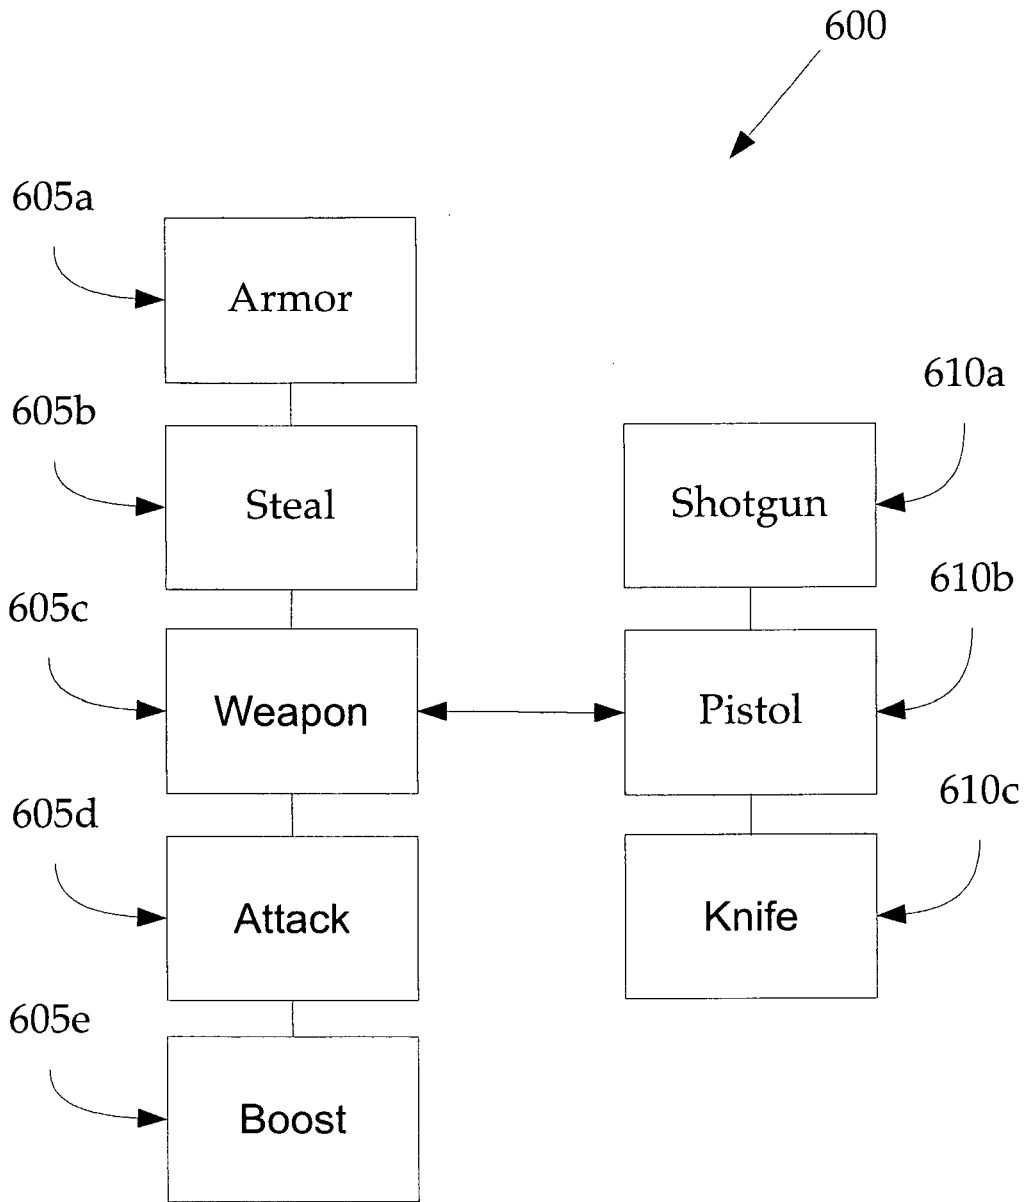 600
605a
Armor
605b
Steal
610a
Shotgun
605c
Weapon
610b
Pistol
605d
Attack
610c
Knife
605e
Boost